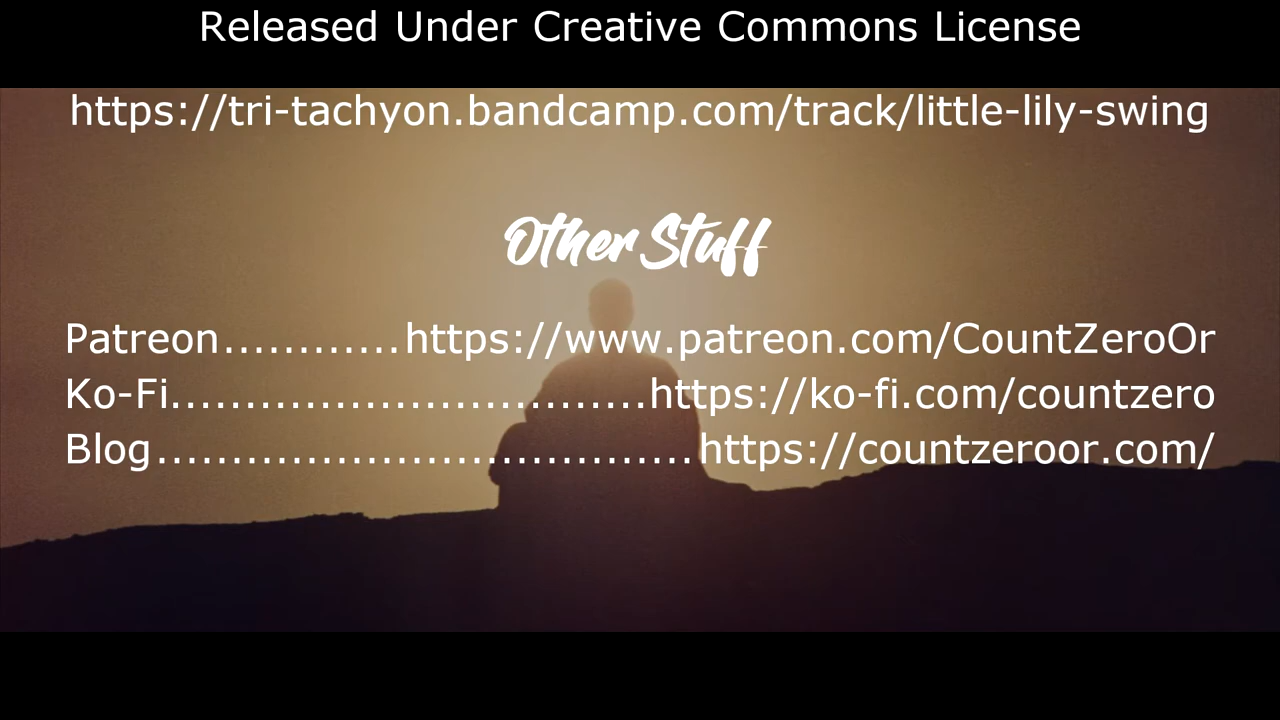 Released Under Creative Commons License
https://tri-tachyon.bandcamp.com/track/little-lily-swing
Other Stuff
Patreon............https://www.patreon.com/CountZeroOr
Ko-Fi................................https://ko-fi.com/countzero
Blog....................................https://countzeroor.com/